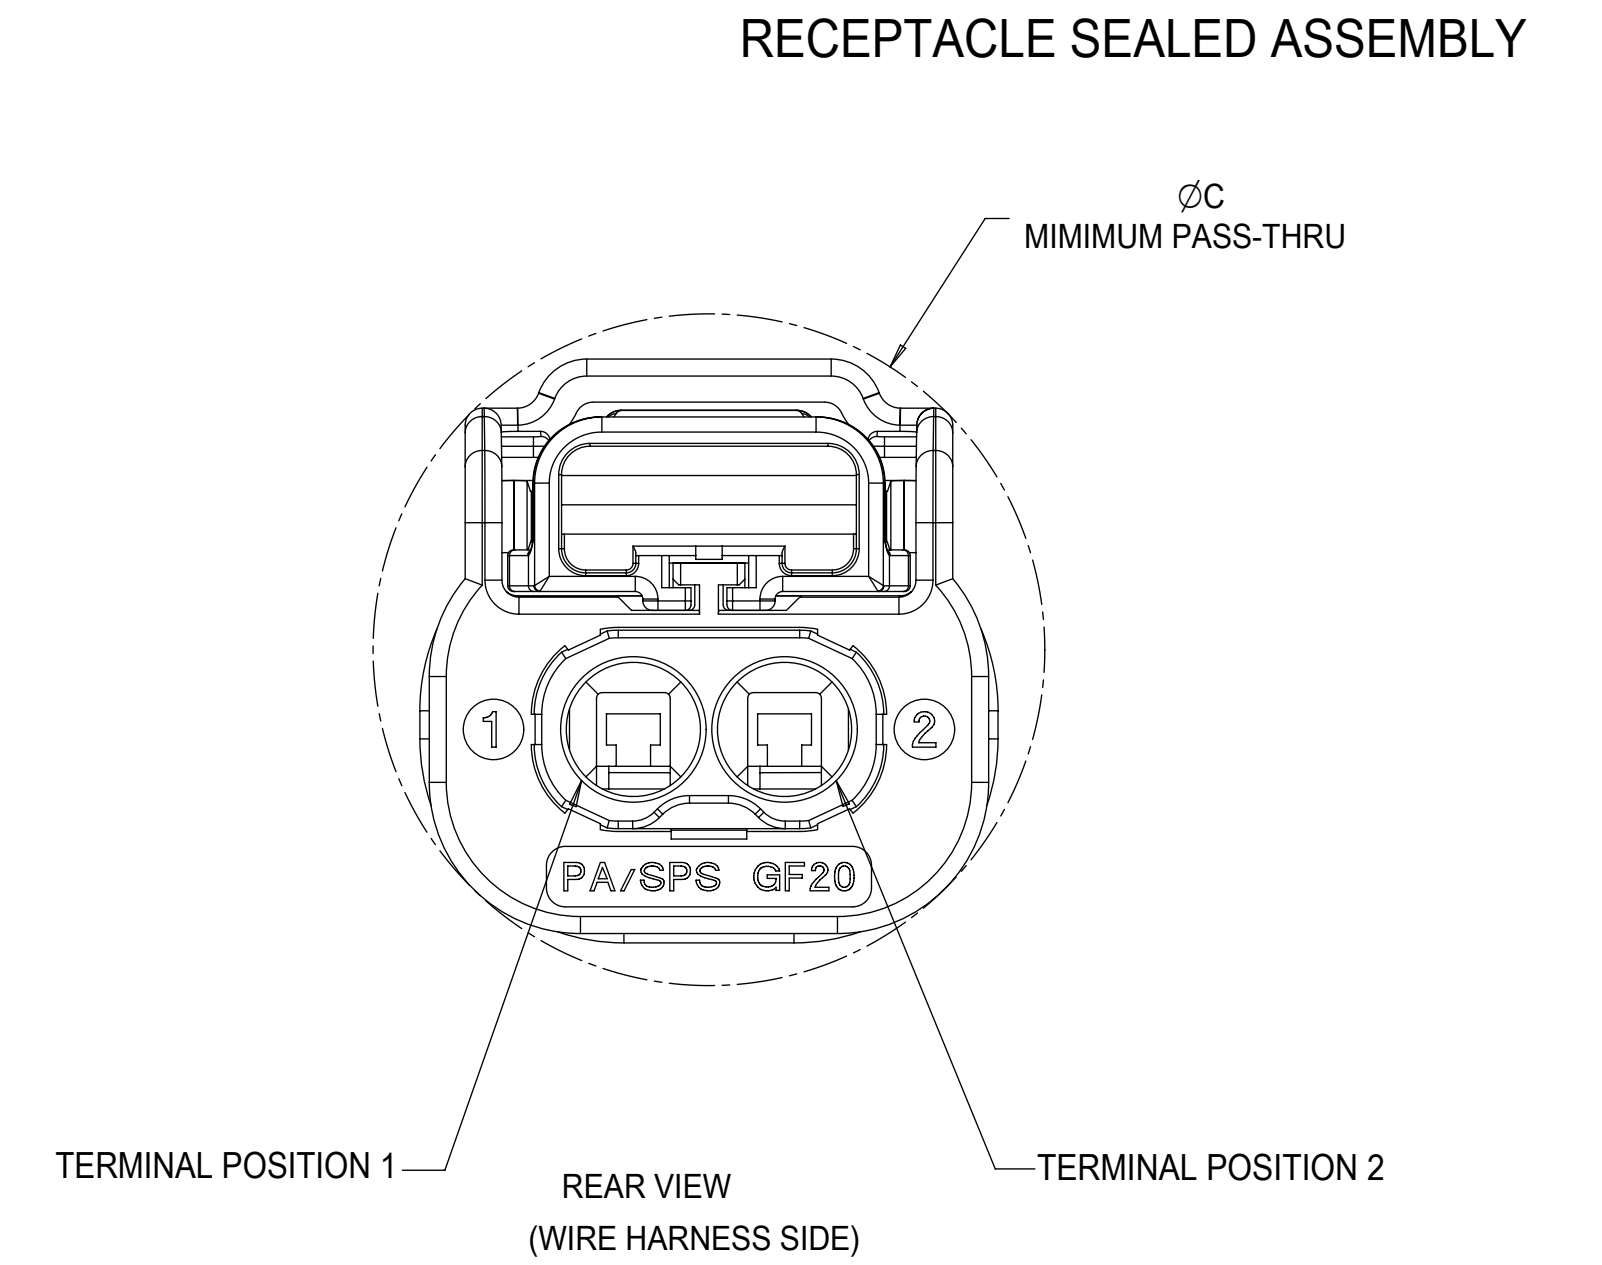 RECEPTACLE SEALED ASSEMBLY
∅C
MIMIMUM PASS-THRU
1
2
PA/SPS GF20
TERMINAL POSITION 1
TERMINAL POSITION 2
REAR VIEW
(WIRE HARNESS SIDE)